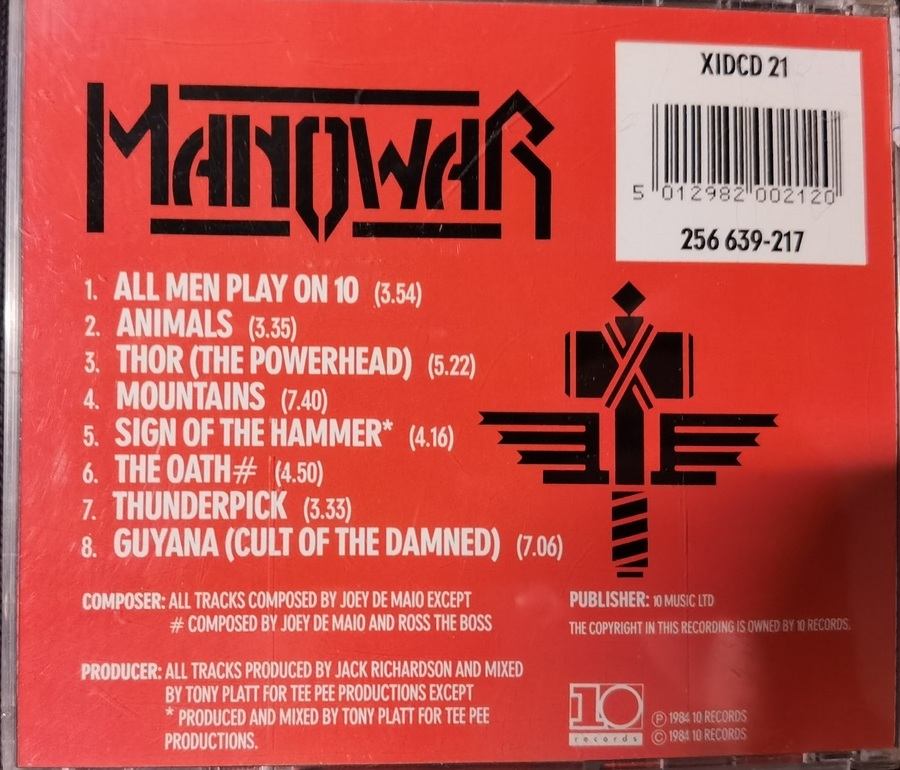 MANOWAR
XIDCD 21
5 012982 002120
256 639-217
1. ALL MEN PLAY ON 10 (3.54)
2. ANIMALS (3.35)
3. THOR (THE POWERHEAD) (5.22)
4. MOUNTAINS (7.40)
5. SIGN OF THE HAMMER* (4.16)
6. THE OATH# (4.50)
7. THUNDERPICK (3.33)
8. GUYANA (CULT OF THE DAMNED) (7.06)
COMPOSER: ALL TRACKS COMPOSED BY JOEY DE MAIO EXCEPT
# COMPOSED BY JOEY DE MAIO AND ROSS THE BOSS
PRODUCER: ALL TRACKS PRODUCED BY JACK RICHARDSON AND MIXED
BY TONY PLATT FOR TEE PEE PRODUCTIONS EXCEPT
* PRODUCED AND MIXED BY TONY PLATT FOR TEE PEE
PRODUCTIONS.
PUBLISHER: 10 MUSIC LTD
THE COPYRIGHT IN THIS RECORDING IS OWNED BY 10 RECORDS.
10
records
℗ 1984 10 RECORDS
© 1984 10 RECORDS